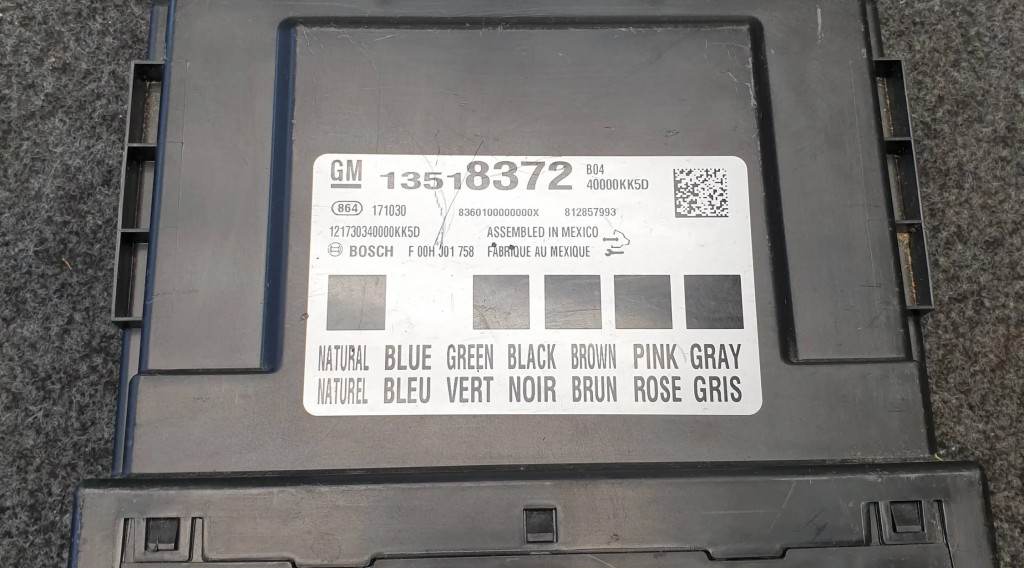 GM 13518372 B04
40000KK5D
864 171030 8360100000000X 812857993
121730340000KK5D ASSEMBLED IN MEXICO
BOSCH F 00H J01 758 FABRIQUE AU MEXIQUE
NATURAL BLUE GREEN BLACK BROWN PINK GRAY
NATUREL BLEU VERT NOIR BRUN ROSE GRIS